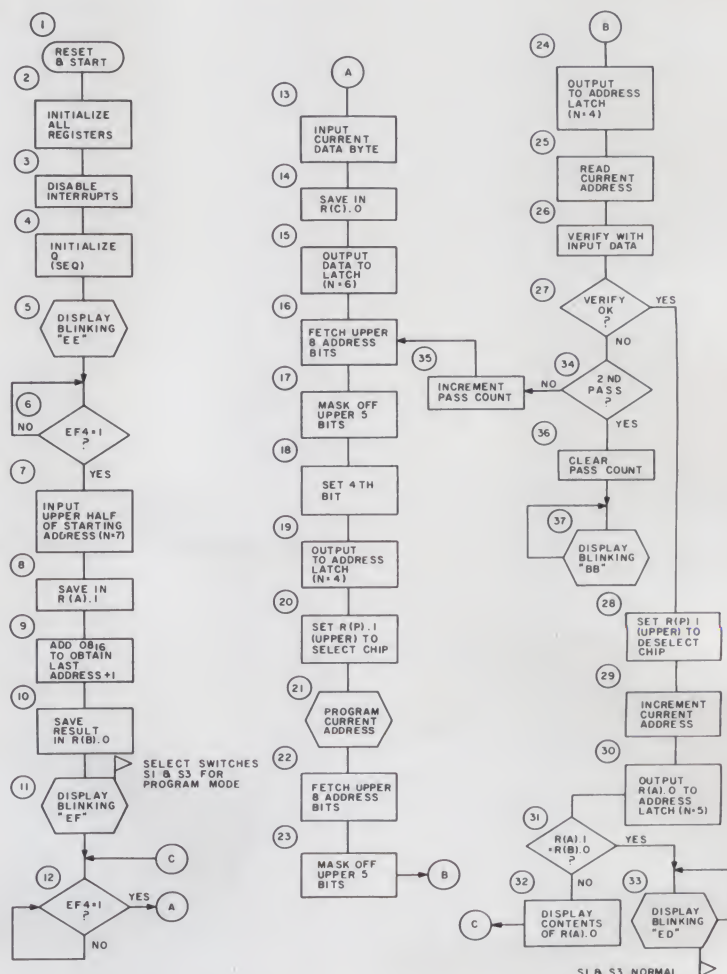 1
RESET
& START
2
INITIALIZE
ALL
REGISTERS
3
DISABLE
INTERRUPTS
4
INITIALIZE
Q
(SEQ)
5
DISPLAY
BLINKING
"EE"
6
NO
EF4=1
?
YES
7
INPUT
UPPER HALF
OF STARTING
ADDRESS (N=7)
8
SAVE IN
R(A).1
9
ADD 08₁₆
TO OBTAIN
LAST
ADDRESS +1
10
SAVE
RESULT
IN R(B).0
SELECT SWITCHES
S1 & S3 FOR
PROGRAM MODE
11
DISPLAY
BLINKING
"EF"
C
12
EF4=1
?
YES
A
NO
A
13
INPUT
CURRENT
DATA BYTE
14
SAVE IN
R(C).0
15
OUTPUT
DATA TO
LATCH
(N=6)
16
FETCH UPPER
8 ADDRESS
BITS
17
MASK OFF
UPPER 5
BITS
18
SET 4TH
BIT
19
OUTPUT
TO ADDRESS
LATCH
(N=4)
20
SET R(P).1
(UPPER) TO
SELECT CHIP
21
PROGRAM
CURRENT
ADDRESS
22
FETCH UPPER
8 ADDRESS
BITS
23
MASK OFF
UPPER 5
BITS
B
B
24
OUTPUT
TO ADDRESS
LATCH
(N=4)
25
READ
CURRENT
ADDRESS
26
VERIFY WITH
INPUT DATA
27
VERIFY
OK
?
YES
NO
34
2 ND
PASS
?
NO
35
INCREMENT
PASS COUNT
YES
36
CLEAR
PASS COUNT
37
DISPLAY
BLINKING
"BB"
28
SET R(P).1
(UPPER) TO
DESELECT
CHIP
29
INCREMENT
CURRENT
ADDRESS
30
OUTPUT
R(A).0 TO
ADDRESS
LATCH (N=5)
31
R(A).1
=R(B).0
?
YES
NO
32
DISPLAY
CONTENTS
OF R(A).0
C
33
DISPLAY
BLINKING
"ED"
S1 & S3 NORMAL